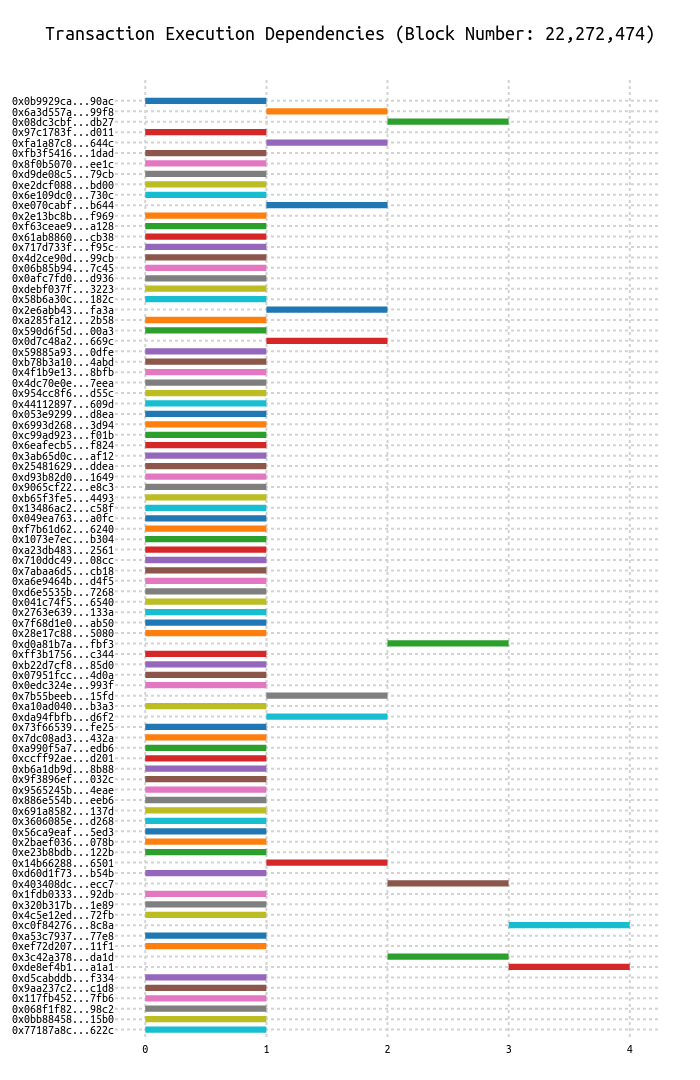 Transaction Execution Dependencies (Block Number: 22,272,474)
0x0b9929ca...90ac
0x6a3d557a...99f8
0x08dc3cbf...db27
0x97c1783f...d011
0xfa1a87c8...644c
0xfb3f5416...1dad
0x8f0b5070...ee1c
0xd9de08c5...79cb
0xe2dcf088...bd00
0x6e109dc0...730c
0xe070cabf...b644
0x2e13bc8b...f969
0xf63ceae9...a128
0x61ab8860...cb38
0x717d733f...f95c
0x4d2ce90d...99cb
0x06b85b94...7c45
0x0afc7fd0...d936
0xdebf037f...3223
0x58b6a30c...182c
0x2e6abb43...fa3a
0xa285fa12...2b58
0x590d6f5d...00a3
0x0d7c48a2...669c
0x59885a93...0dfe
0xb78b3a10...4abd
0x4f1b9e13...8bfb
0x4dc70e0e...7eea
0x954cc8f6...d55c
0x44112897...609d
0x053e9299...d8ea
0x6993d268...3d94
0xc99ad923...f01b
0x6eafecb5...f824
0x3ab65d0c...af12
0x25481629...ddea
0xd93b82d0...1649
0x9065cf22...e8c3
0xb65f3fe5...4493
0x13486ac2...c58f
0x049ea763...a0fc
0xf7b61d62...6240
0x1073e7ec...b304
0xa23db483...2561
0x710ddc49...08cc
0x7abaa6d5...cb18
0xa6e9464b...d4f5
0xd6e5535b...7268
0x041c74f5...6540
0x2763e639...133a
0x7f68d1e0...ab50
0x28e17c88...5080
0xd0a81b7a...fbf3
0xff3b1756...c344
0xb22d7cf8...85d0
0x07951fcc...4d0a
0x0edc324e...993f
0x7b55beeb...15fd
0xa10ad040...b3a3
0xda94fbfb...d6f2
0x73f66539...fe25
0x7dc08ad3...432a
0xa990f5a7...edb6
0xccff92ae...d201
0xb6a1db9d...8b88
0x9f3896ef...032c
0x9565245b...4eae
0x886e554b...eeb6
0x691a8582...137d
0x3606085e...d268
0x56ca9eaf...5ed3
0x2baef036...078b
0xe23b8bdb...122b
0x14b66288...6501
0xd60d1f73...b54b
0x403408dc...ecc7
0x1fdb0333...92db
0x320b317b...1e89
0x4c5e12ed...72fb
0xc0f84276...8c8a
0xa53c7937...77e8
0xef72d207...11f1
0x3c42a378...da1d
0xde8ef4b1...a1a1
0xd5cabddb...f334
0x9aa237c2...c1d8
0x117fb452...7fb6
0x068f1f82...98c2
0x0bb88458...15b0
0x77187a8c...622c
0 1 2 3 4